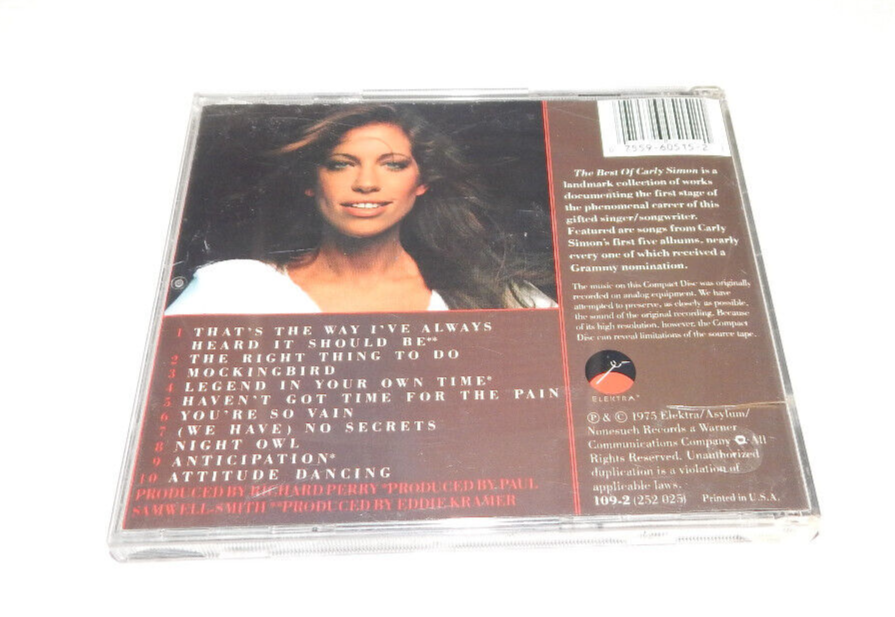 7559-60515-2
The Best Of Carly Simon is a
landmark collection of works
documenting the first stage of
the phenomenal career of this
gifted singer/songwriter.
Featured are songs from Carly
Simon's first five albums, nearly
every one of which received a
Grammy nomination.
The music on this Compact Disc was originally
recorded on analog equipment. We have
attempted to preserve, as closely as possible,
the sound of the original recording. Because
of its high resolution, however, the Compact
Disc can reveal limitations of the source tape.
ELEKTRA
℗ & © 1975 Elektra/Asylum/
Nonesuch Records a Warner
Communications Company All
Rights Reserved. Unauthorized
duplication is a violation of
applicable laws.
109-2 (252 025) Printed in U.S.A.
1 THAT'S THE WAY I'VE ALWAYS
HEARD IT SHOULD BE**
2 THE RIGHT THING TO DO
3 MOCKINGBIRD
4 LEGEND IN YOUR OWN TIME*
5 HAVEN'T GOT TIME FOR THE PAIN
6 YOU'RE SO VAIN
7 (WE HAVE) NO SECRETS
8 NIGHT OWL
9 ANTICIPATION*
10 ATTITUDE DANCING
PRODUCED BY RICHARD PERRY *PRODUCED BY PAUL
SAMWELL-SMITH **PRODUCED BY EDDIE KRAMER